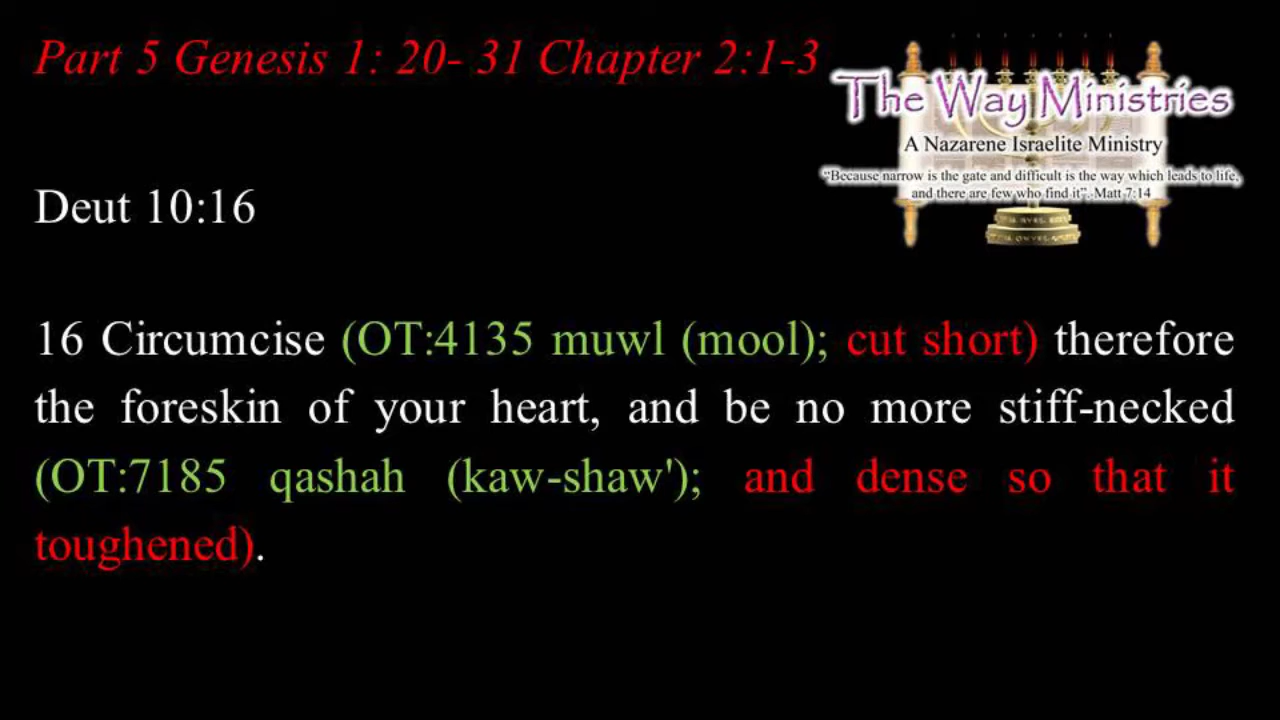 Part 5 Genesis 1: 20- 31 Chapter 2:1-3
The Way Ministries
A Nazarene Israelite Ministry
“Because narrow is the gate and difficult is the way which leads to life,
and there are few who find it”. Matt 7:14
Deut 10:16
16 Circumcise (OT:4135 muwl (mool); cut short) therefore
the foreskin of your heart, and be no more stiff-necked
(OT:7185 qashah (kaw-shaw'); and dense so that it
toughened).